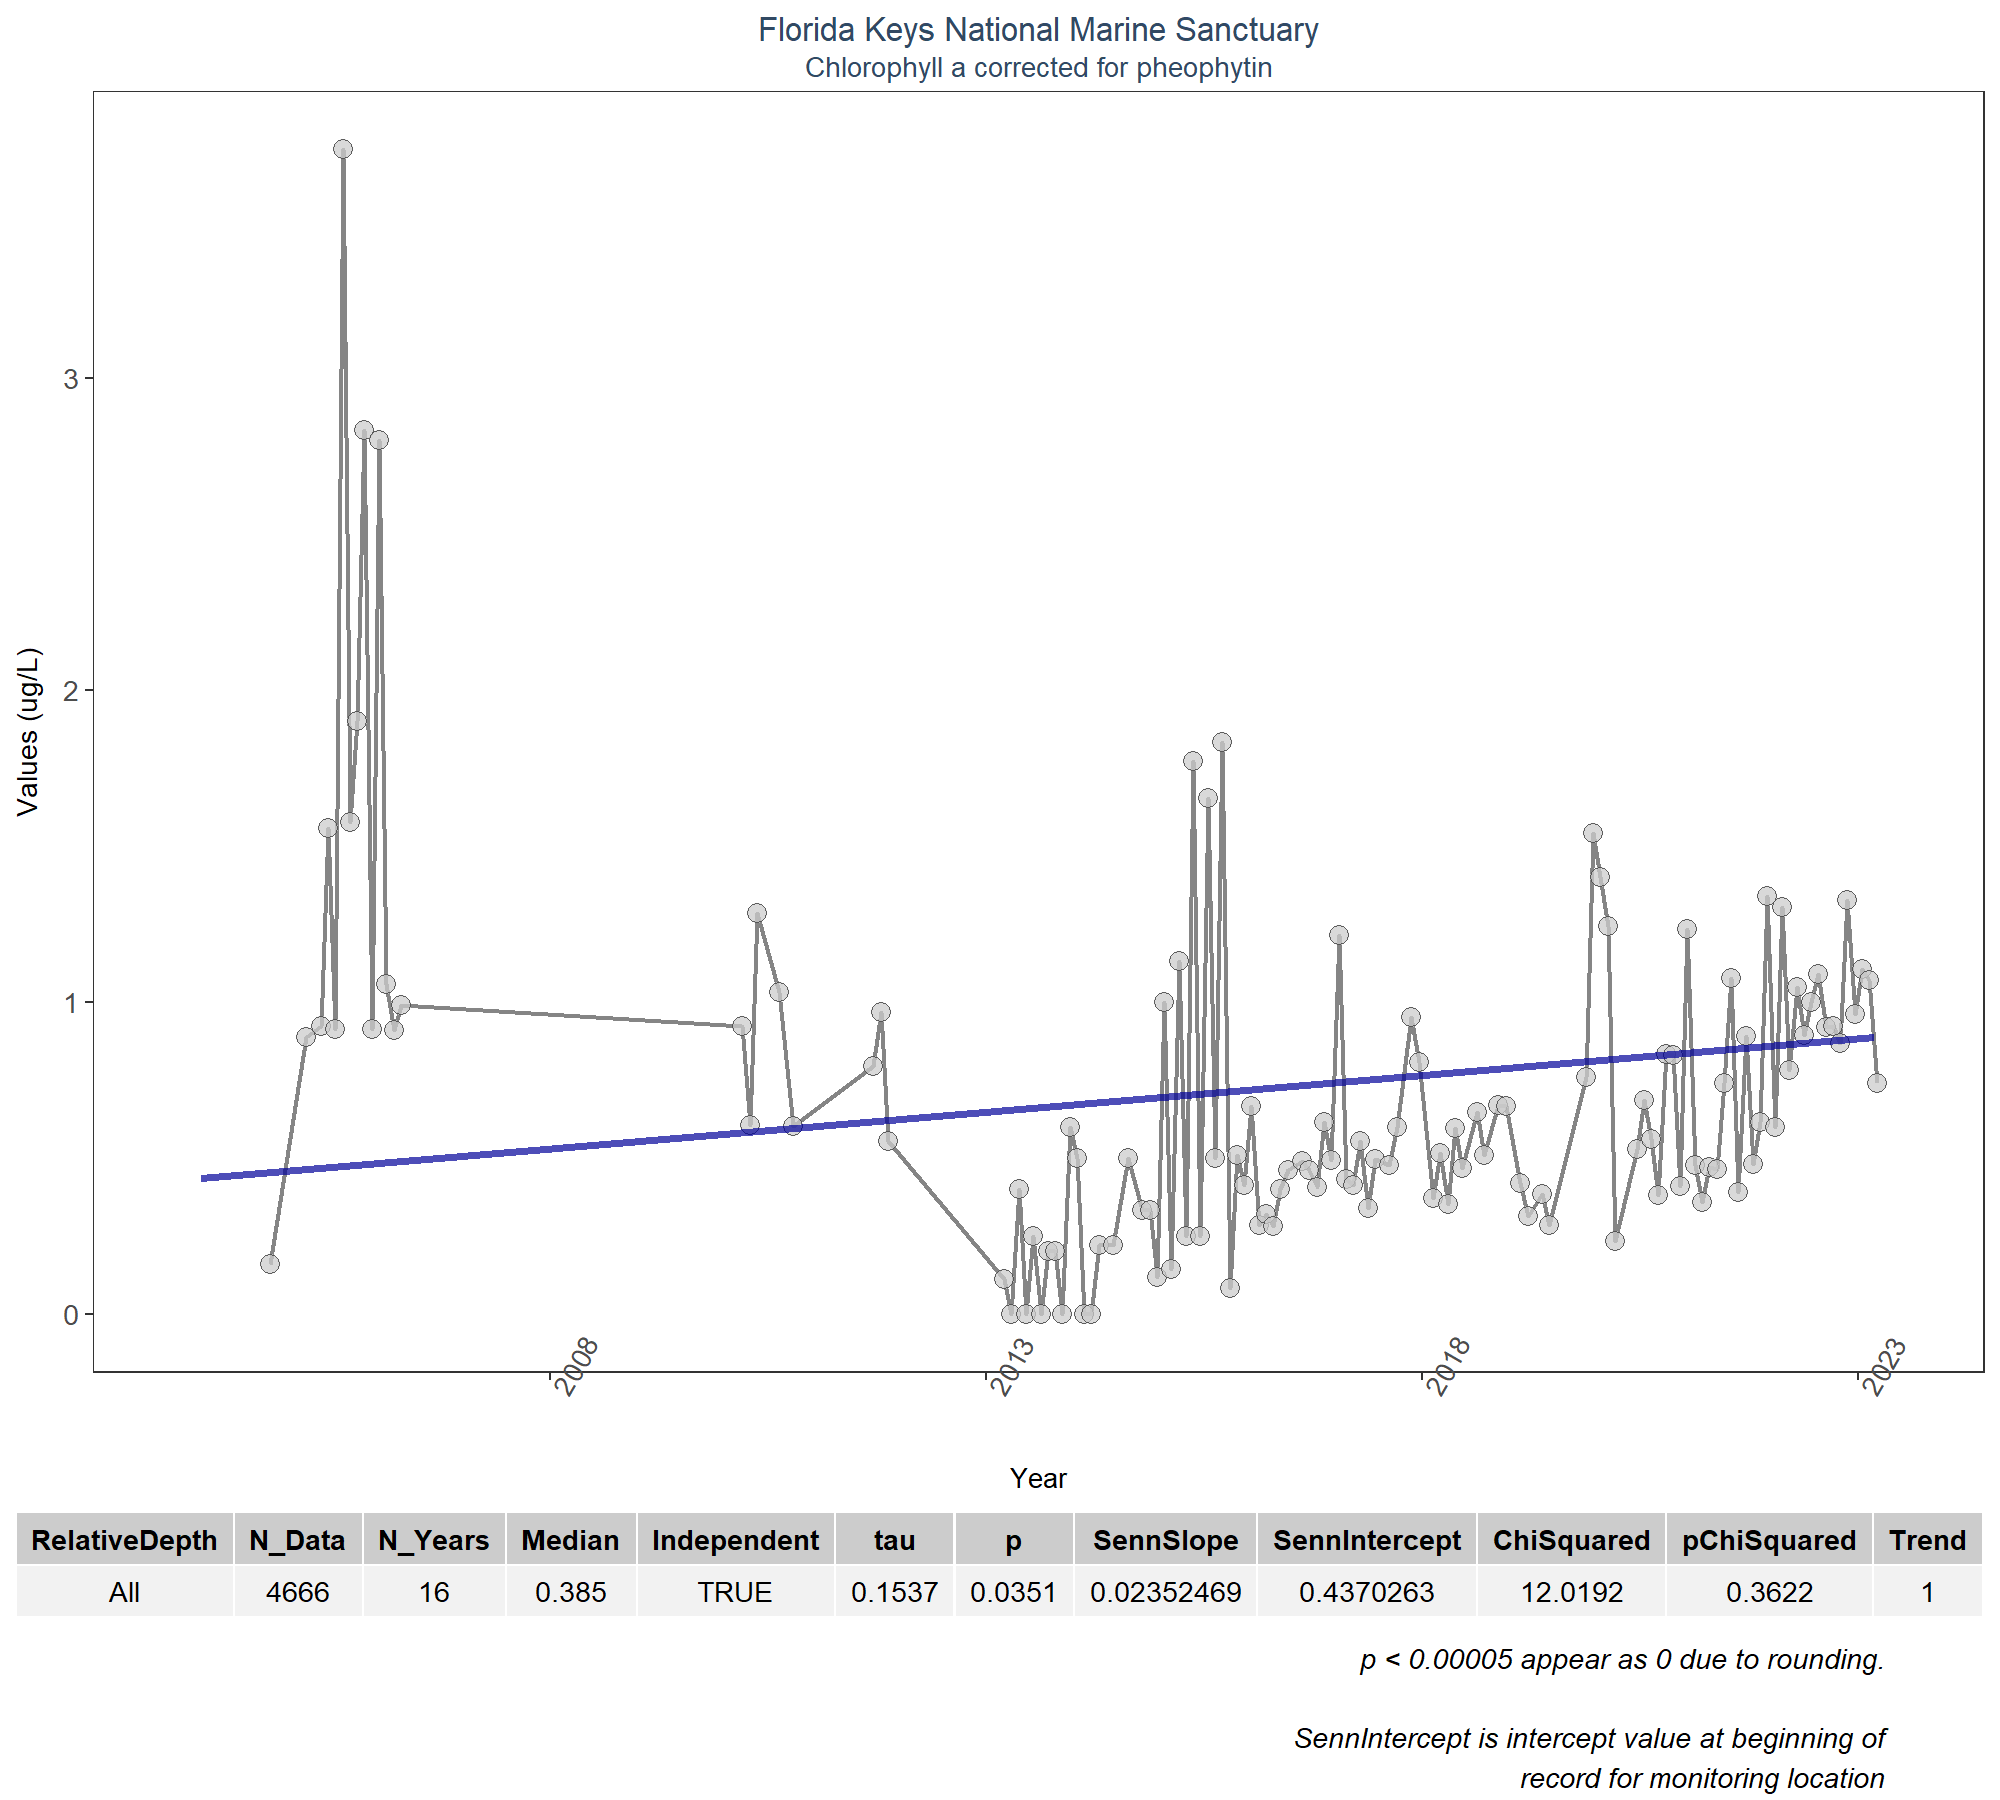 Florida Keys National Marine Sanctuary
Chlorophyll a corrected for pheophytin
Values (ug/L)
3
2
1
0
2008
2013
2018
2023
Year
RelativeDepth N_Data N_Years Median Independent tau p SennSlope SennIntercept ChiSquared pChiSquared Trend
All 4666 16 0.385 TRUE 0.1537 0.0351 0.02352469 0.4370263 12.0192 0.3622 1
p < 0.00005 appear as 0 due to rounding.
SennIntercept is intercept value at beginning of
record for monitoring location